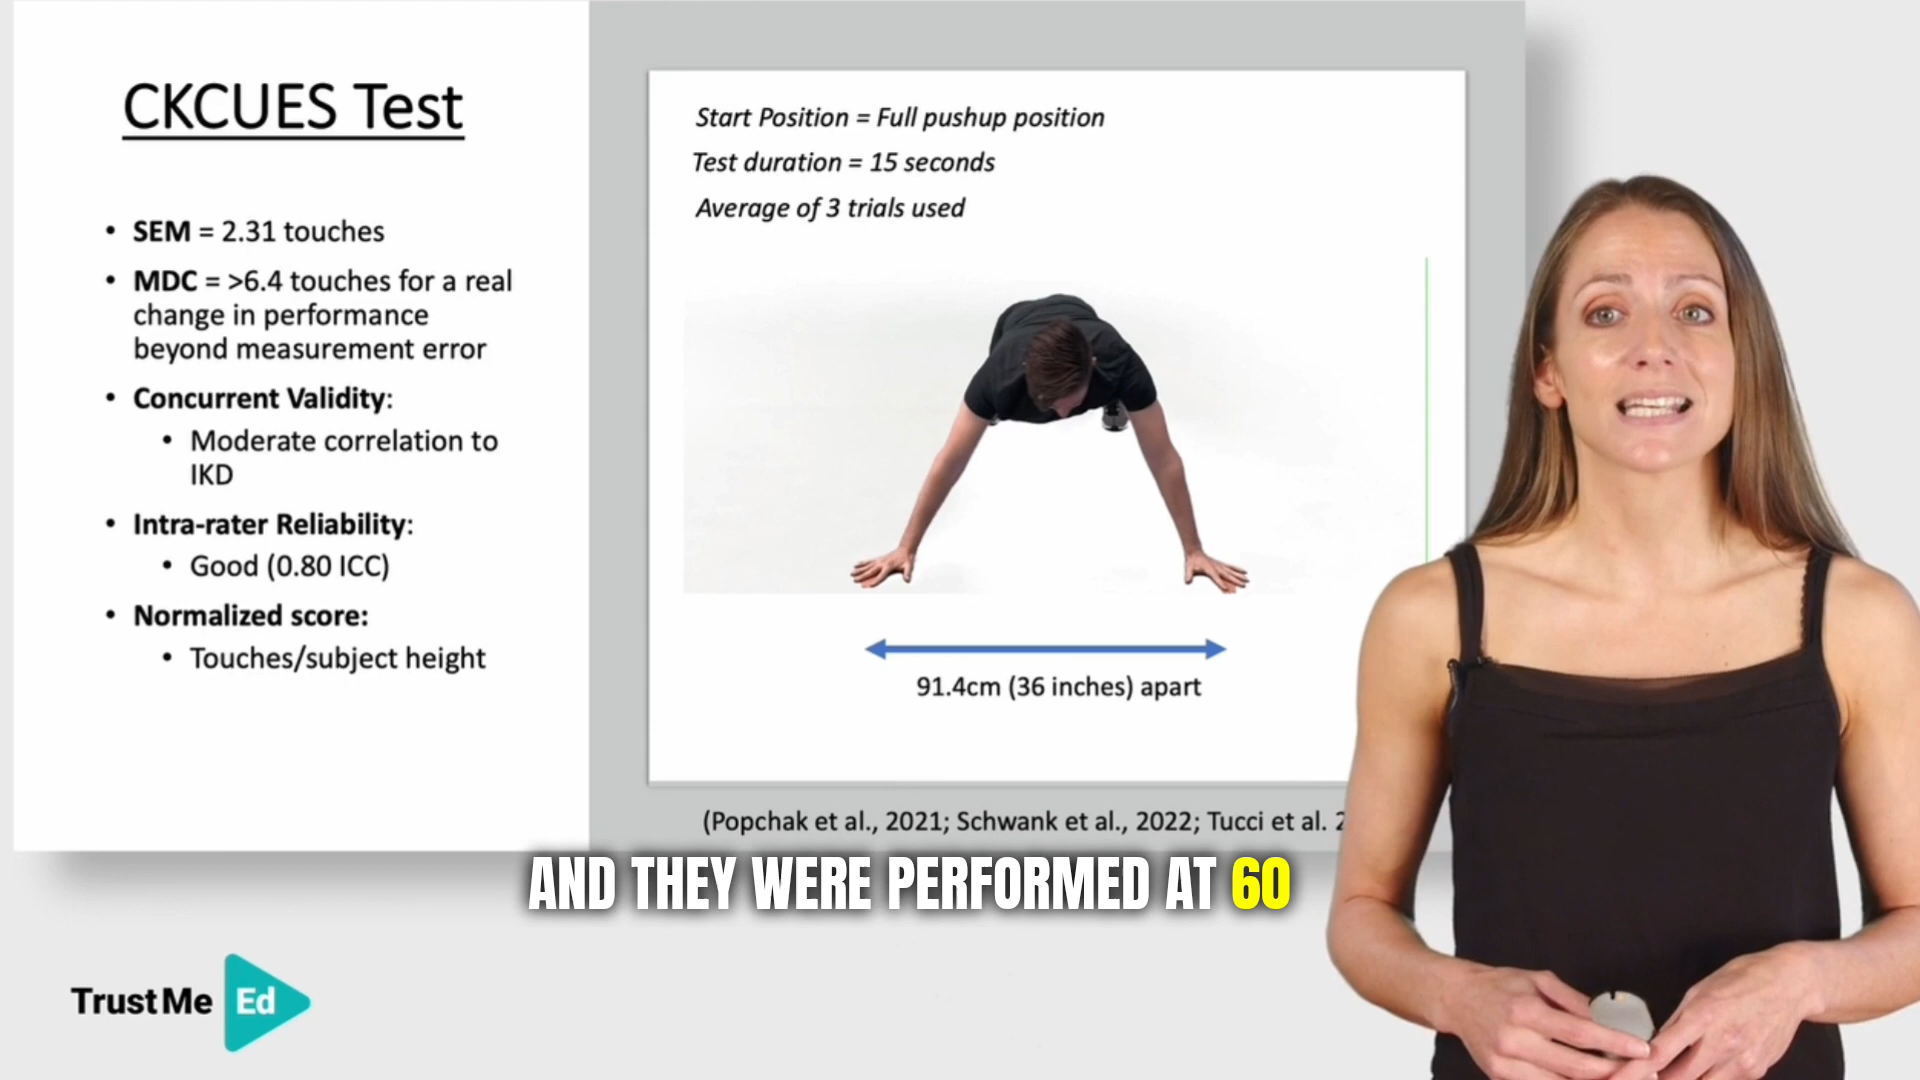 CKCUES Test
• SEM = 2.31 touches
• MDC = >6.4 touches for a real
change in performance
beyond measurement error
• Concurrent Validity:
• Moderate correlation to
IKD
• Intra-rater Reliability:
• Good (0.80 ICC)
• Normalized score:
• Touches/subject height
Start Position = Full pushup position
Test duration = 15 seconds
Average of 3 trials used
91.4cm (36 inches) apart
(Popchak et al., 2021; Schwank et al., 2022; Tucci et al. 2
AND THEY WERE PERFORMED AT 60
TrustMe Ed